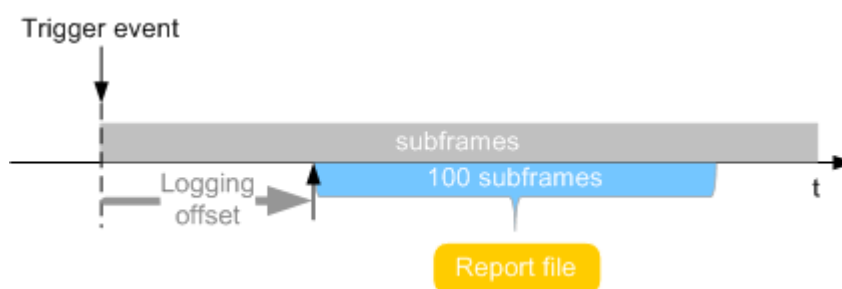 Trigger event
subframes
100 subframes
t
Logging
offset
Report file